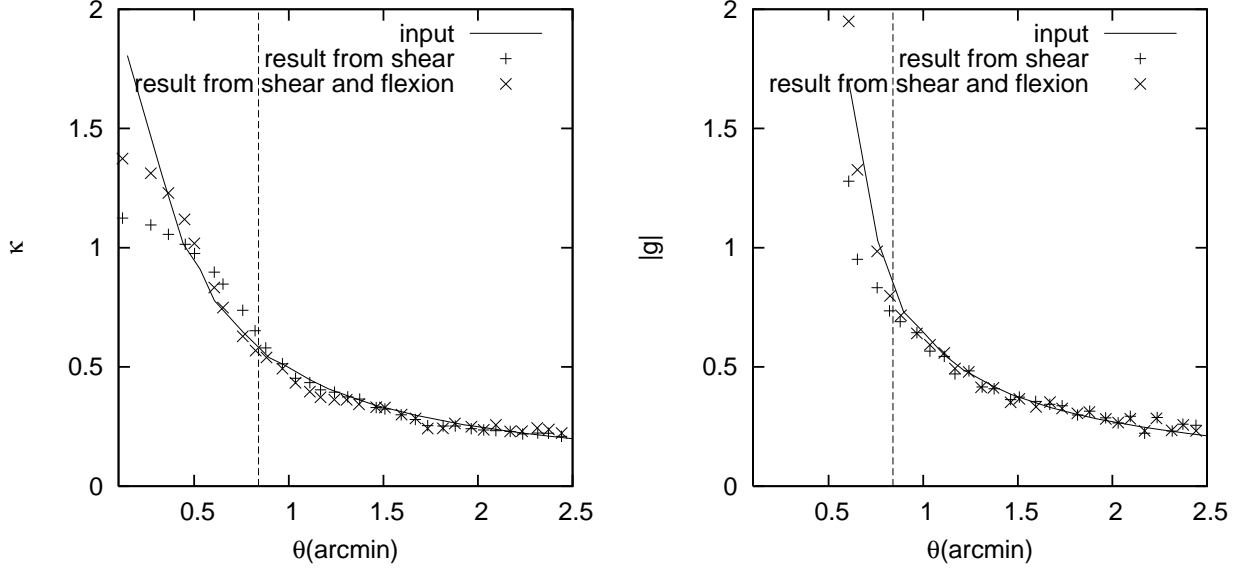 2
1.5
1
0.5
0
κ
0.5
1
1.5
2
2.5
θ(arcmin)
input
result from shear
result from shear and flexion
2
1.5
1
0.5
0
|g|
0.5
1
1.5
2
2.5
θ(arcmin)
input
result from shear
result from shear and flexion